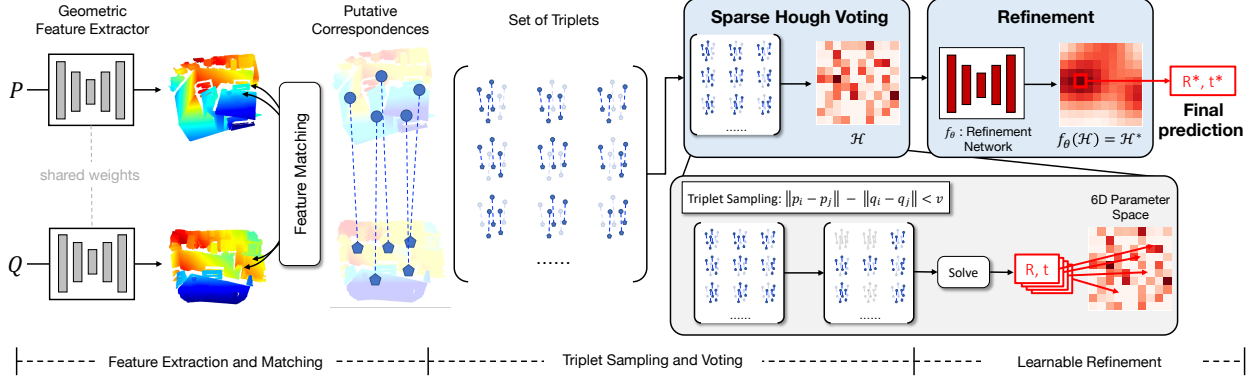 Geometric
Feature Extractor
P
shared weights
Q
Feature Matching
Putative
Correspondences
Set of Triplets
......
Sparse Hough Voting
......
ℋ
Refinement
f_θ : Refinement
Network
f_θ(ℋ) = ℋ*
R*, t*
Final
prediction
Triplet Sampling: ‖p_i − p_j‖ − ‖q_i − q_j‖ < v
......
......
Solve
R, t
6D Parameter
Space
Feature Extraction and Matching
Triplet Sampling and Voting
Learnable Refinement